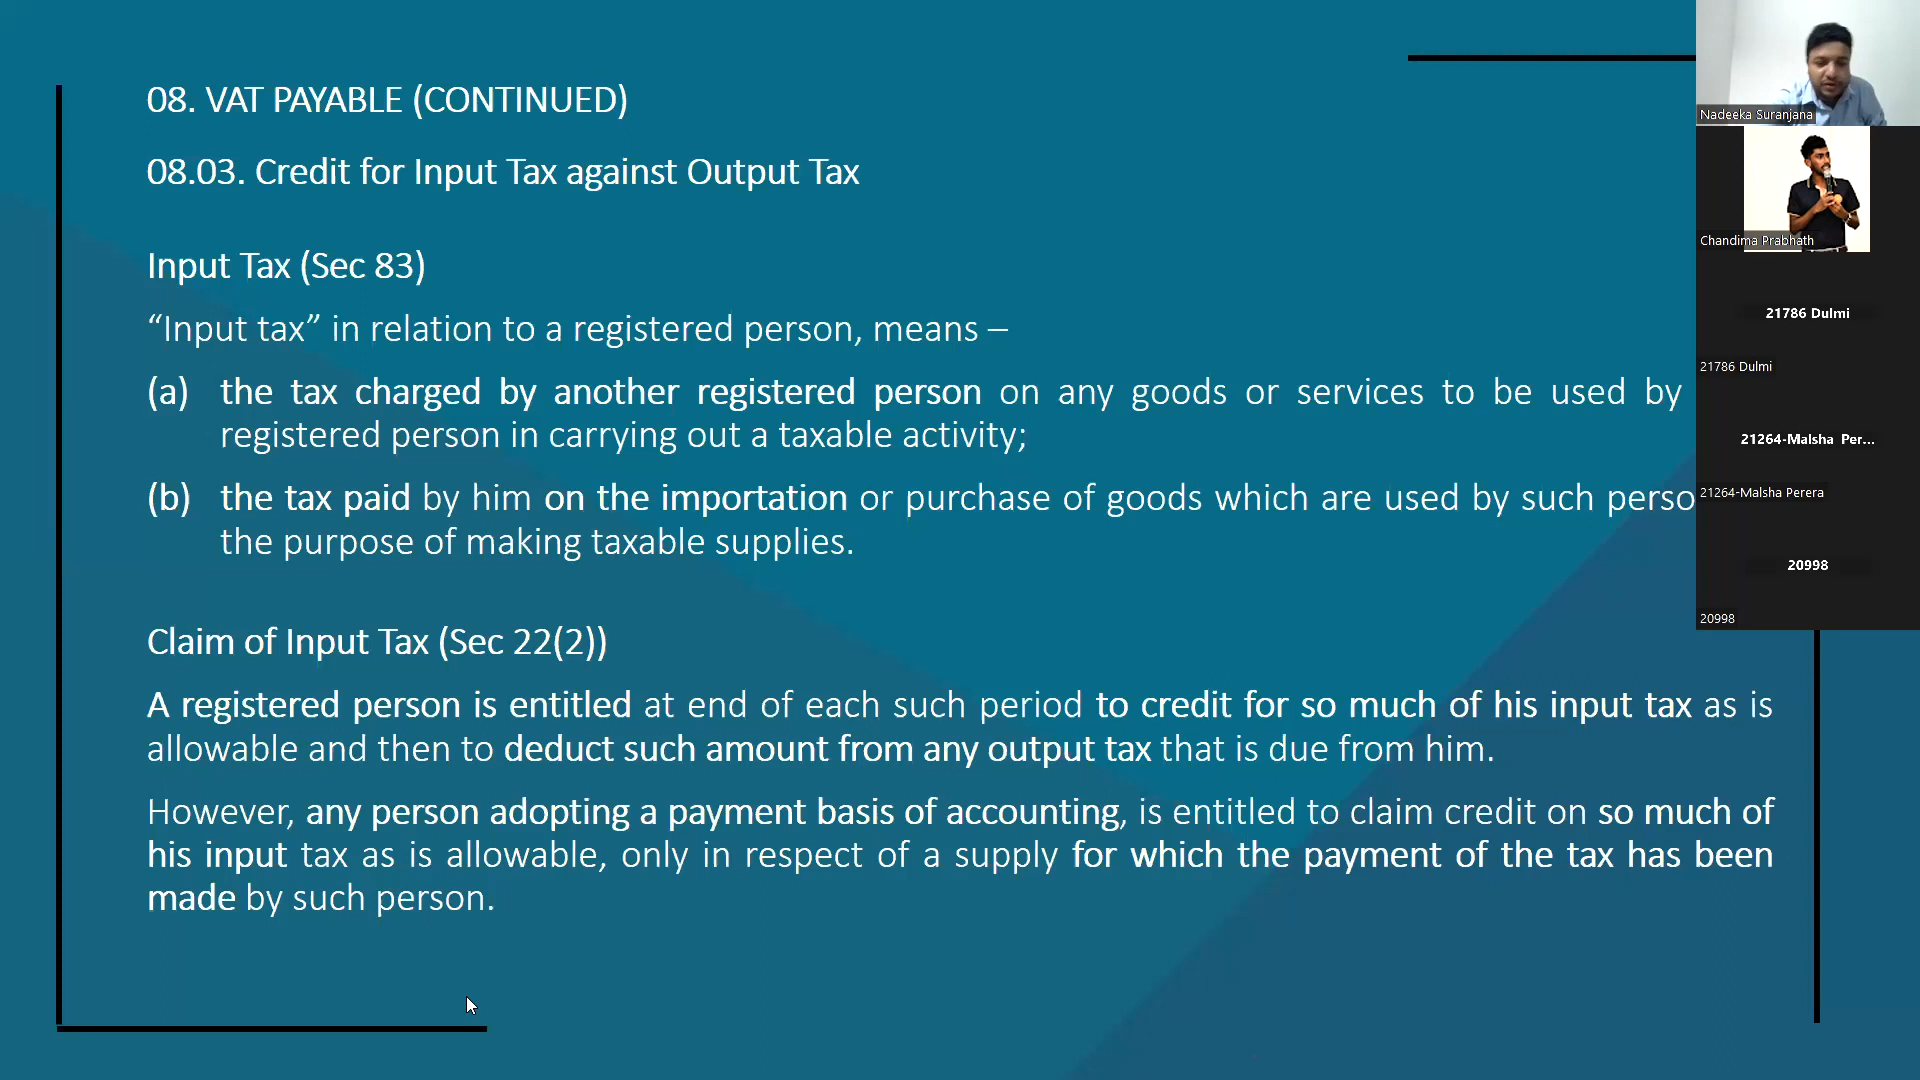 08. VAT PAYABLE (CONTINUED)
08.03. Credit for Input Tax against Output Tax
Input Tax (Sec 83)
“Input tax” in relation to a registered person, means –
(a) the tax charged by another registered person on any goods or services to be used by
registered person in carrying out a taxable activity;
(b) the tax paid by him on the importation or purchase of goods which are used by such perso
the purpose of making taxable supplies.
Claim of Input Tax (Sec 22(2))
A registered person is entitled at end of each such period to credit for so much of his input tax as is
allowable and then to deduct such amount from any output tax that is due from him.
However, any person adopting a payment basis of accounting, is entitled to claim credit on so much of
his input tax as is allowable, only in respect of a supply for which the payment of the tax has been
made by such person.
Nadeeka Suranjana
Chandima Prabhath
21786 Dulmi
21786 Dulmi
21264-Malsha Per...
21264-Malsha Perera
20998
20998